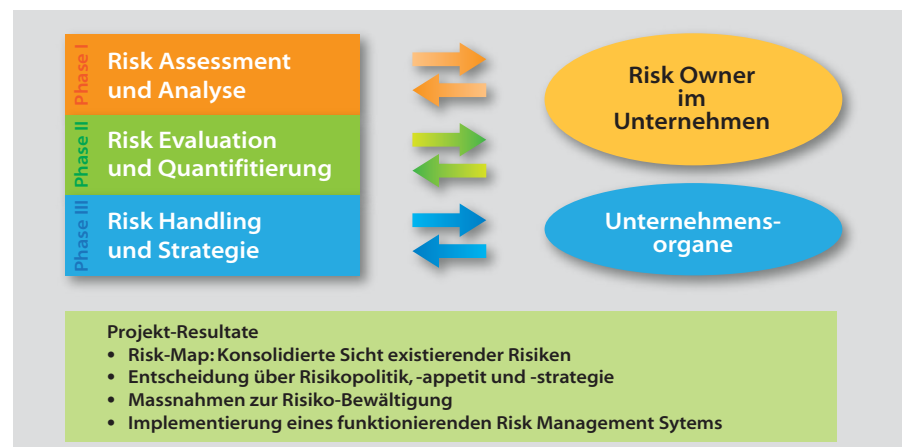 Phase I
Risk Assessment
und Analyse
Phase II
Risk Evaluation
und Quantifitierung
Phase III
Risk Handling
und Strategie
Risk Owner
im
Unternehmen
Unternehmens-
organe
Projekt-Resultate
• Risk-Map: Konsolidierte Sicht existierender Risiken
• Entscheidung über Risikopolitik, -appetit und -strategie
• Massnahmen zur Risiko-Bewältigung
• Implementierung eines funktionierenden Risk Management Sytems